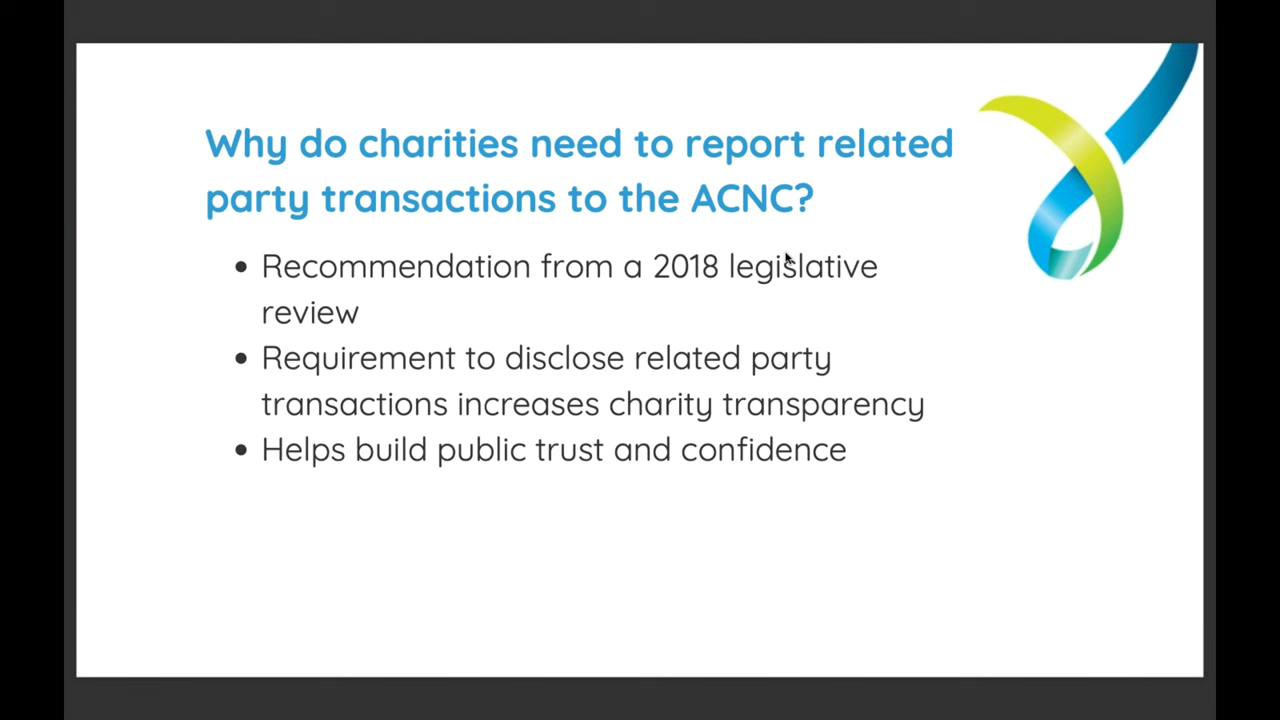 Why do charities need to report related
party transactions to the ACNC?
• Recommendation from a 2018 legislative
review
• Requirement to disclose related party
transactions increases charity transparency
• Helps build public trust and confidence